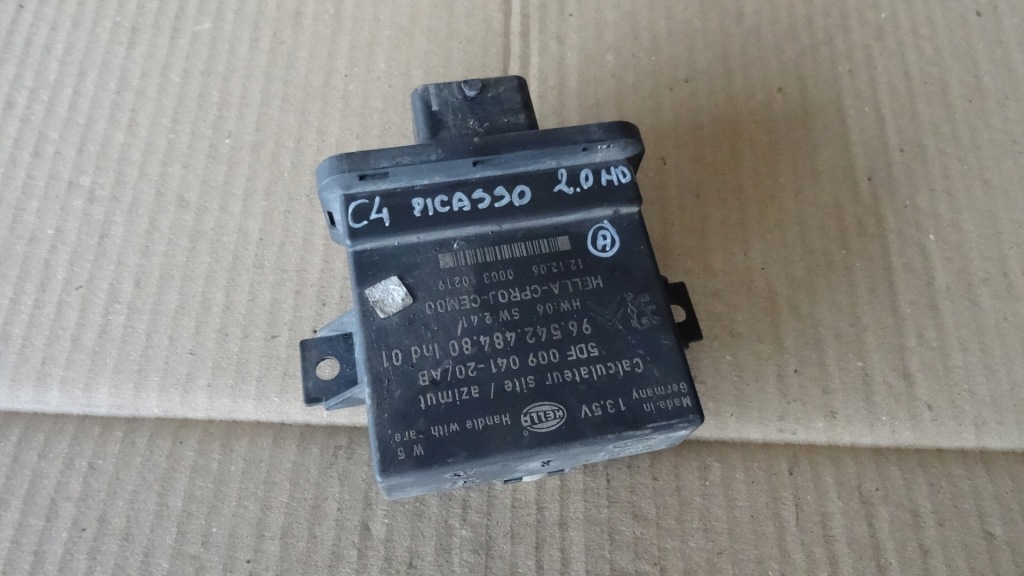 C4 PICASSO 2.0 HD
A
W 5
Handle with care
HELLA
13.5V
Made in
Germany
Calculateur site / azimut
5DF 009 041-20/AB
96.542.484.80 Ind 01
HW:06 SW:2.41/
HELLA-CPROJ-CEM00
12.12.06 0003 0219